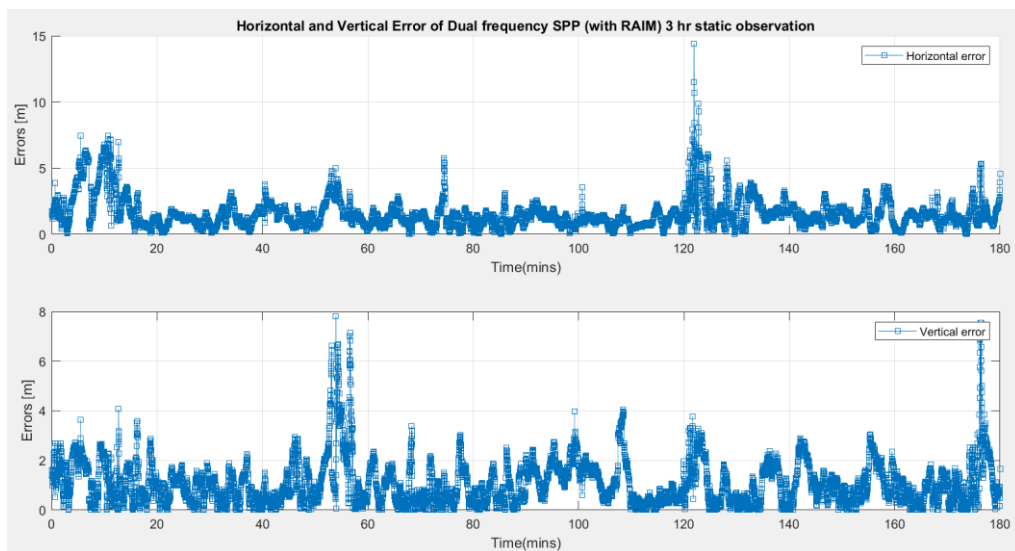 Horizontal and Vertical Error of Dual frequency SPP (with RAIM) 3 hr static observation
15
10
5
0
Errors [m]
Horizontal error
0 20 40 60 80 100 120 140 160 180
Time(mins)
8
6
4
2
0
Errors [m]
Vertical error
0 20 40 60 80 100 120 140 160 180
Time(mins)